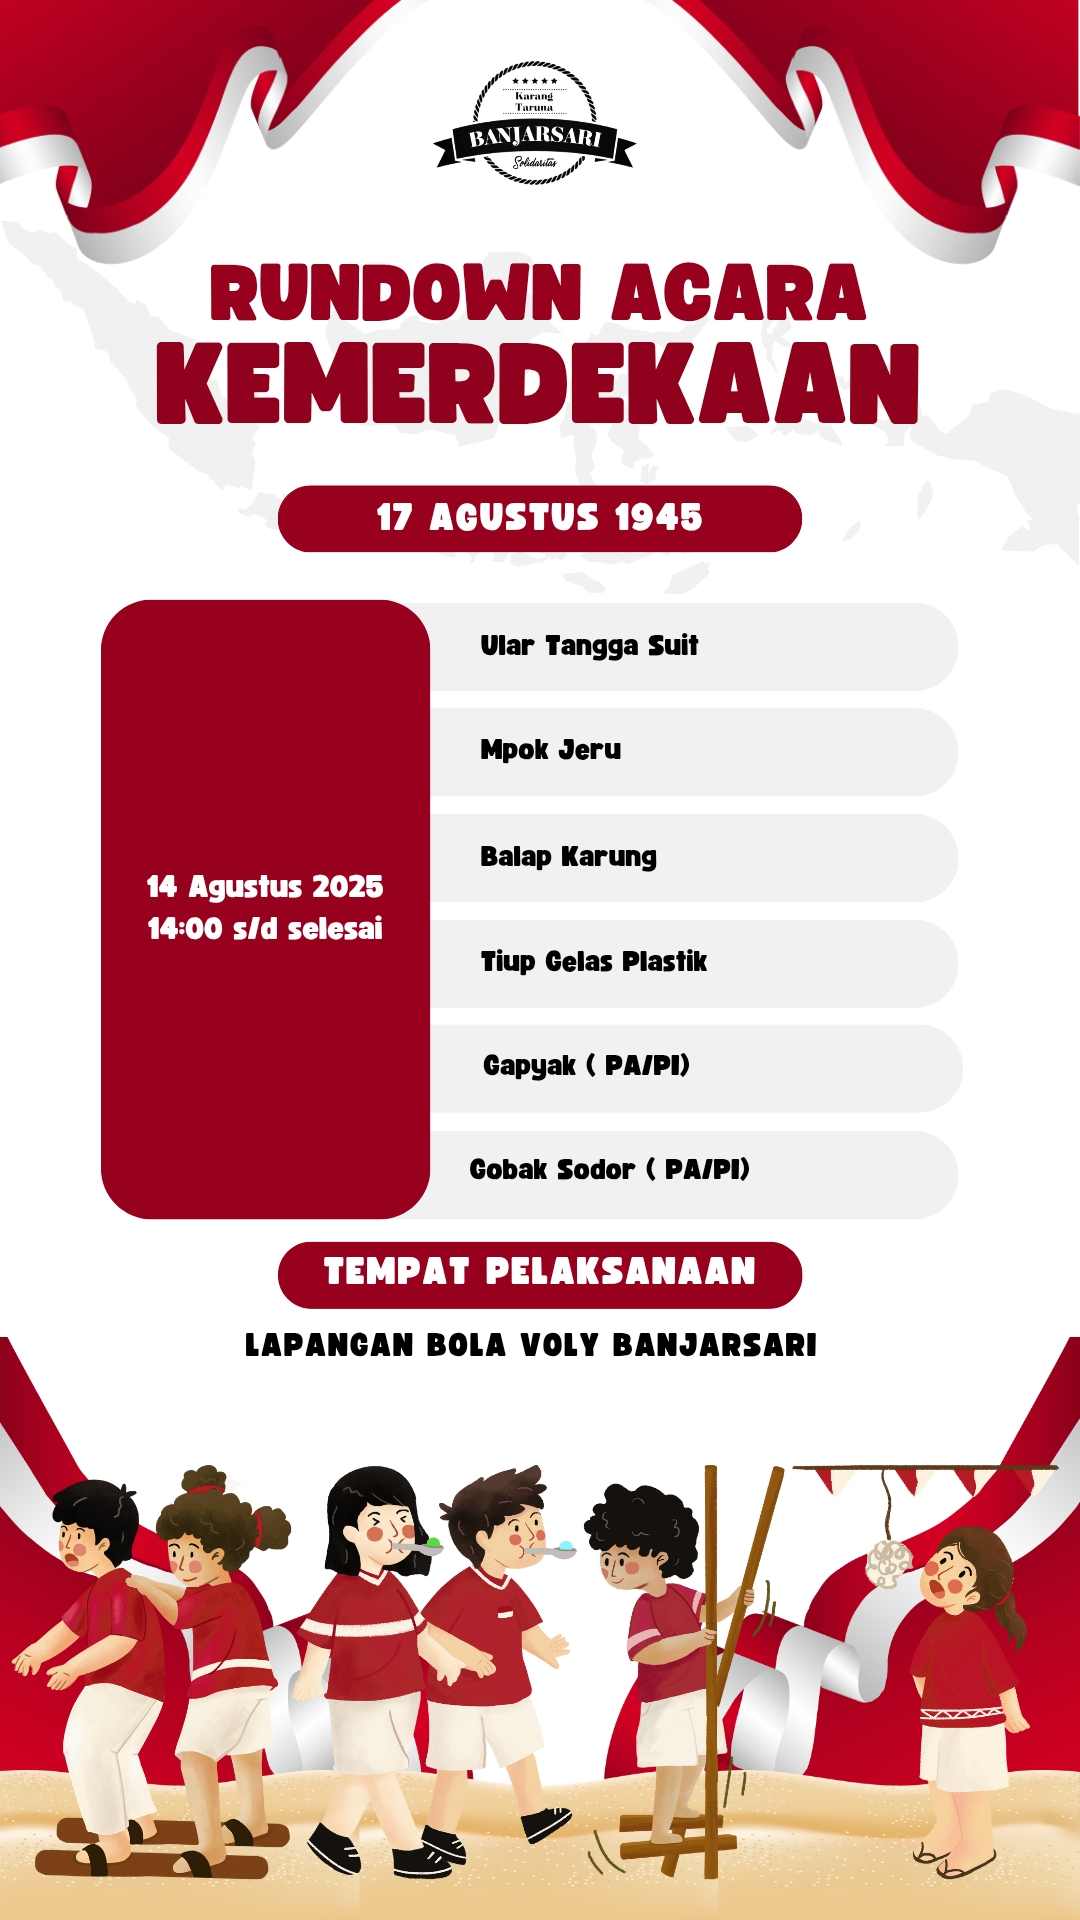 Karang
Taruna
BANJARSARI
Solidaritas
RUNDOWN ACARA
KEMERDEKAAN
17 AGUSTUS 1945
14 Agustus 2025
14:00 s/d selesai
Ular Tangga Suit
Mpok Jeru
Balap Karung
Tiup Gelas Plastik
Gapyak ( PA/PI)
Gobak Sodor ( PA/PI)
TEMPAT PELAKSANAAN
LAPANGAN BOLA VOLY BANJARSARI